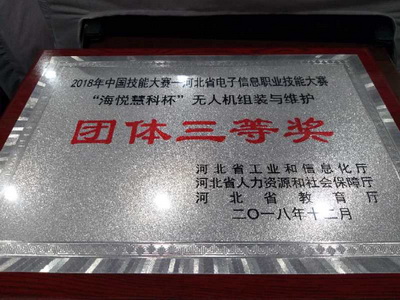 2018年中国技能大赛—河北省电子信息职业技能大赛
“海悦慧科杯”无人机组装与维护
团体三等奖
河北省工业和信息化厅
河北省人力资源和社会保障厅
河北省教育厅
二〇一八年十二月